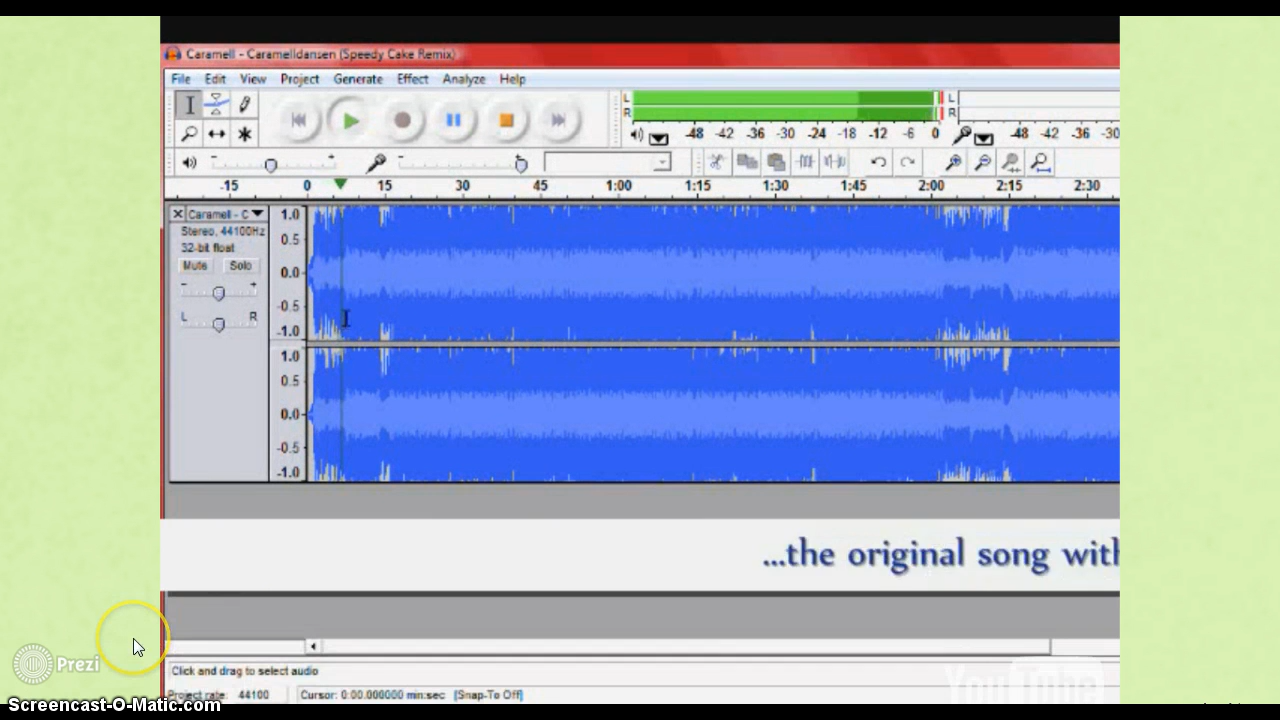 Caramell - Caramelldansen (Speedy Cake Remix)
File Edit View Project Generate Effect Analyze Help
L L
R R
-48 -42 -36 -30 -24 -18 -12 -6 0 -48 -42 -36 -30
- + - +
-15 0 15 30 45 1:00 1:15 1:30 1:45 2:00 2:15 2:30
Caramell - C
Stereo, 44100Hz
32-bit float
Mute Solo
- +
L R
1.0
0.5
0.0
-0.5
-1.0
1.0
0.5
0.0
-0.5
-1.0
...the original song with
Click and drag to select audio
Project rate: 44100 Cursor: 0:00.000000 min:sec [Snap-To Off]
Prezi
YouTube
Screencast-O-Matic.com